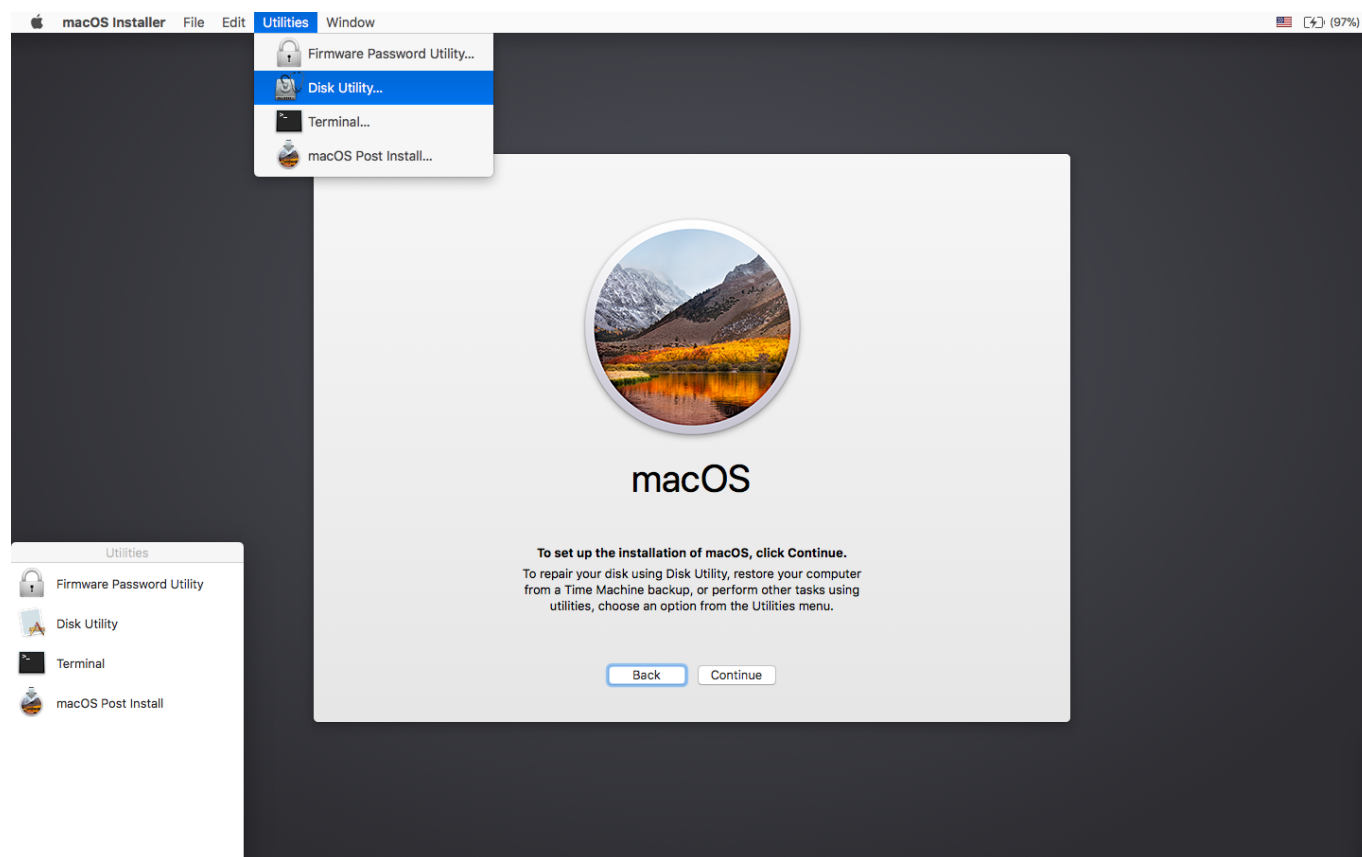 macOS Installer File Edit Utilities Window (97%)
Firmware Password Utility...
Disk Utility...
Terminal...
macOS Post Install...
macOS
To set up the installation of macOS, click Continue.
To repair your disk using Disk Utility, restore your computer
from a Time Machine backup, or perform other tasks using
utilities, choose an option from the Utilities menu.
Back Continue
Utilities
Firmware Password Utility
Disk Utility
Terminal
macOS Post Install